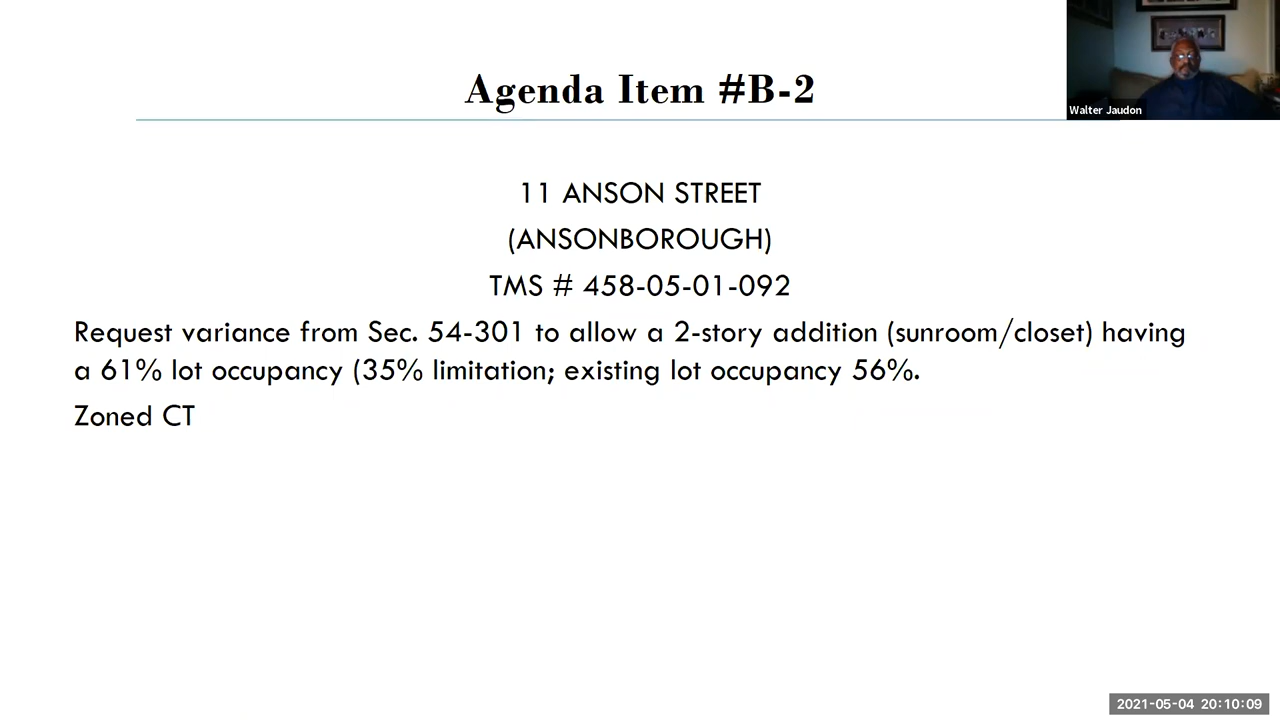 Agenda Item #B-2
Walter Jaudon
11 ANSON STREET
(ANSONBOROUGH)
TMS # 458-05-01-092
Request variance from Sec. 54-301 to allow a 2-story addition (sunroom/closet) having
a 61% lot occupancy (35% limitation; existing lot occupancy 56%.
Zoned CT
2021-05-04 20:10:09